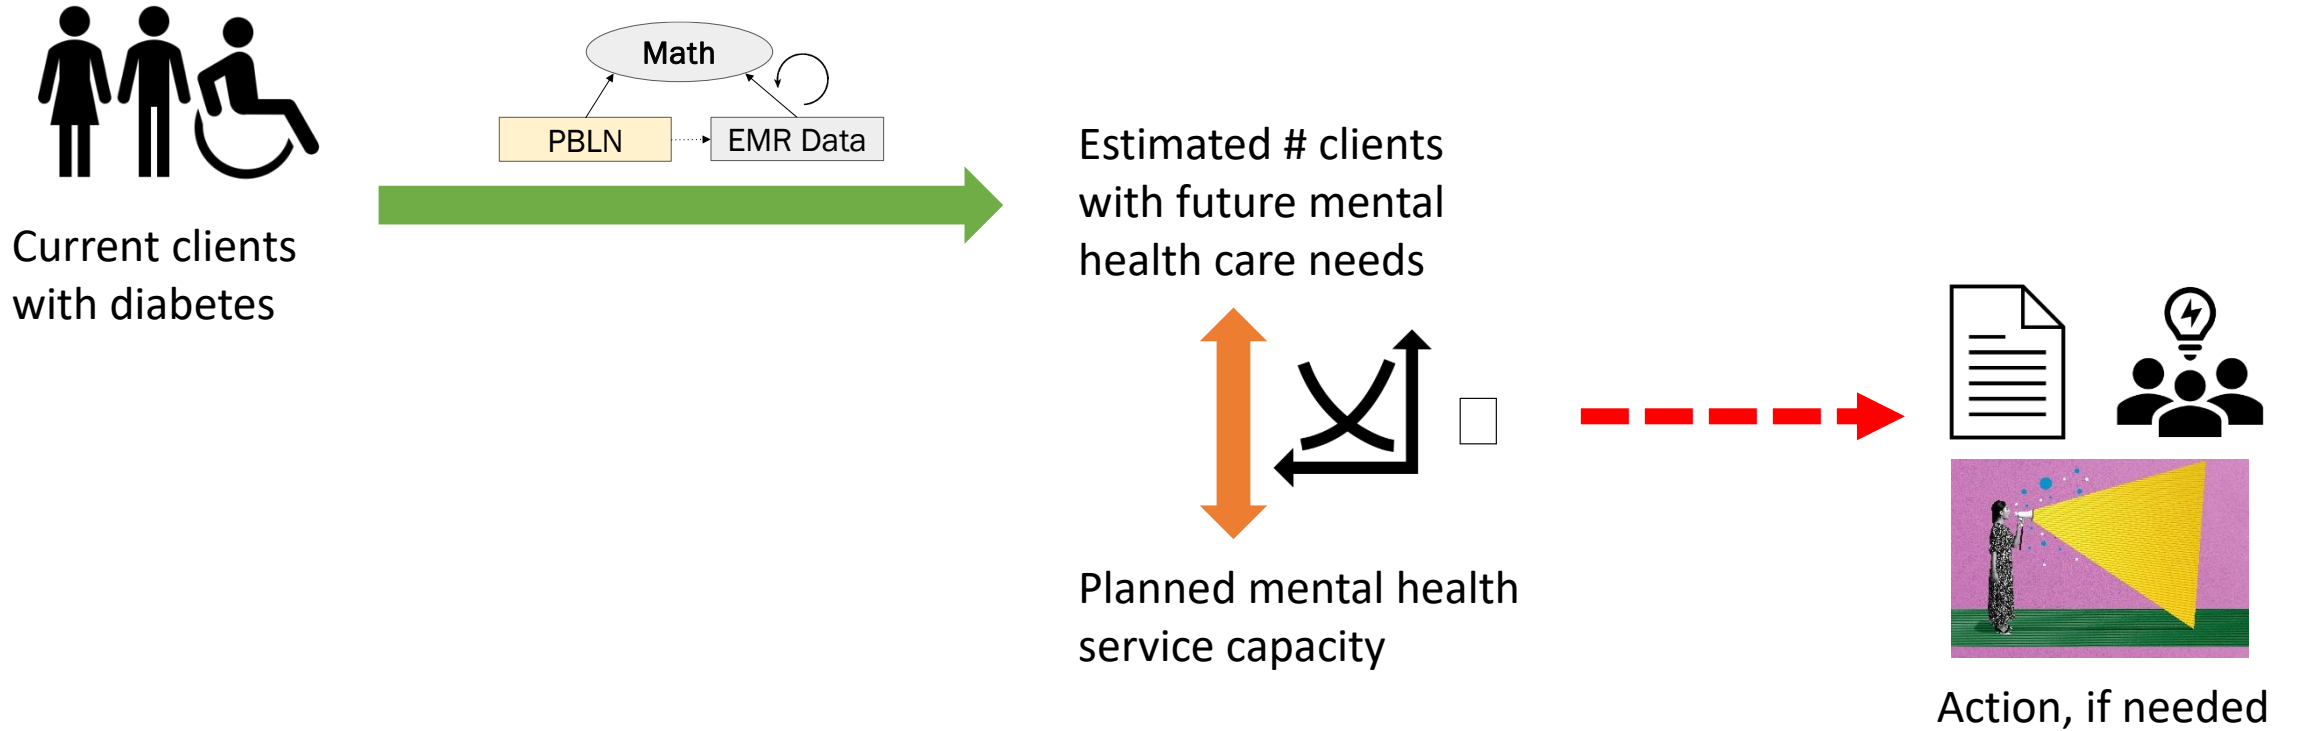 Math
PBLN
EMR Data
Current clients
with diabetes
Estimated # clients
with future mental
health care needs
Planned mental health
service capacity
Action, if needed